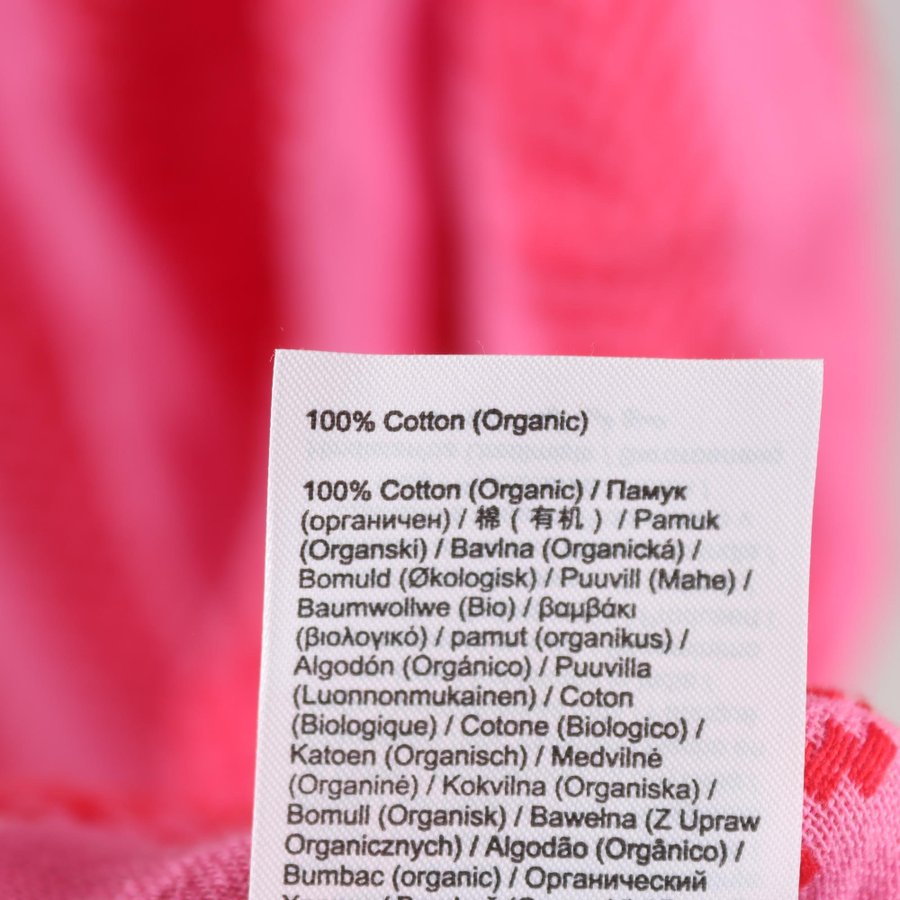 100% Cotton (Organic)
100% Cotton (Organic) / Памук
(органичен) / 棉 ( 有机 ) / Pamuk
(Organski) / Bavlna (Organická) /
Bomuld (Økologisk) / Puuvill (Mahe) /
Baumwollwe (Bio) / βαμβάκι
(βιολογικό) / pamut (organikus) /
Algodón (Orgánico) / Puuvilla
(Luonnonmukainen) / Coton
(Biologique) / Cotone (Biologico) /
Katoen (Organisch) / Medvilnė
(Organinė) / Kokvilna (Organiska) /
Bomull (Organisk) / Bawełna (Z Upraw
Organicznych) / Algodão (Orgânico) /
Bumbac (organic) / Органический